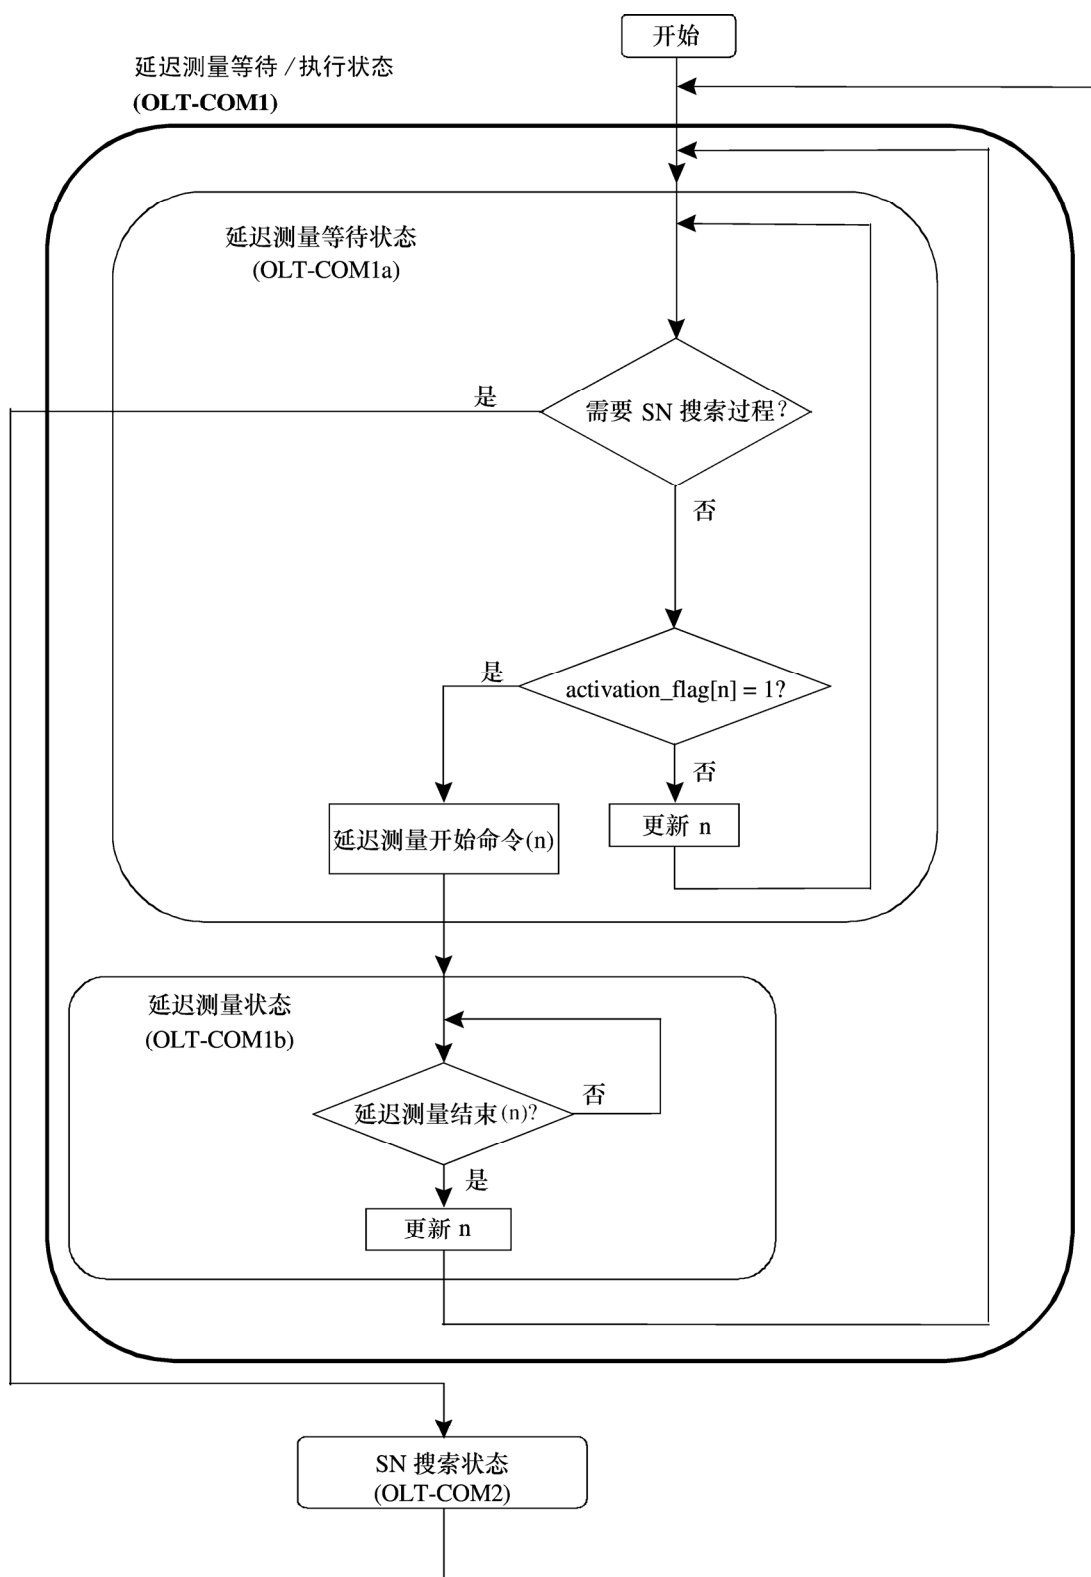 开始
延迟测量等待/执行状态
(OLT-COM1)
延迟测量等待状态
(OLT-COM1a)
是
需要 SN 搜索过程?
否
是
activation_flag[n] = 1?
否
延迟测量开始命令(n)
更新 n
延迟测量状态
(OLT-COM1b)
否
延迟测量结束(n)?
是
更新 n
SN 搜索状态
(OLT-COM2)